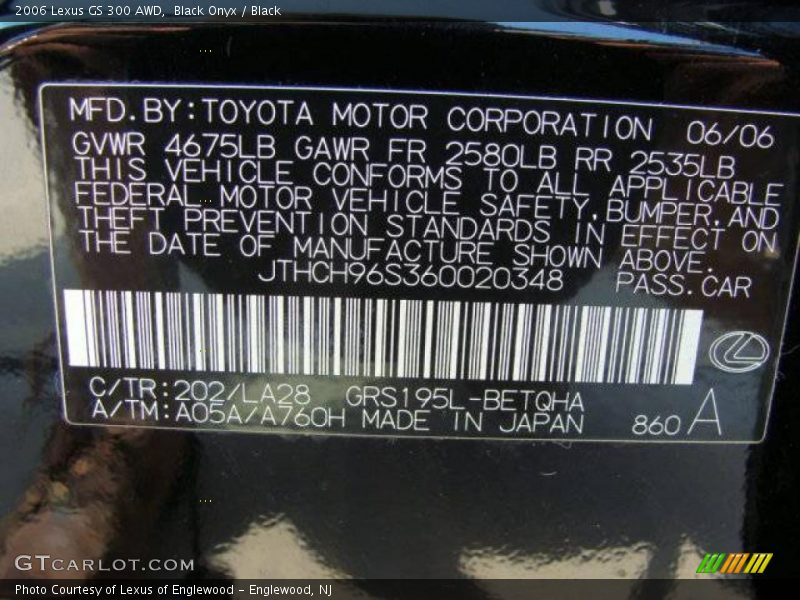 2006 Lexus GS 300 AWD, Black Onyx / Black
MFD.BY:TOYOTA MOTOR CORPORATION 06/06
GVWR 4675LB GAWR FR 2580LB RR 2535LB
THIS VEHICLE CONFORMS TO ALL APPLICABLE
FEDERAL MOTOR VEHICLE SAFETY,BUMPER,AND
THEFT PREVENTION STANDARDS IN EFFECT ON
THE DATE OF MANUFACTURE SHOWN ABOVE.
JTHCH96S360020348 PASS.CAR
C/TR:202/LA28 GRS195L-BETQHA
A/TM:A05A/A760H MADE IN JAPAN 860 A
GTCARLOT.COM
Photo Courtesy of Lexus of Englewood - Englewood, NJ